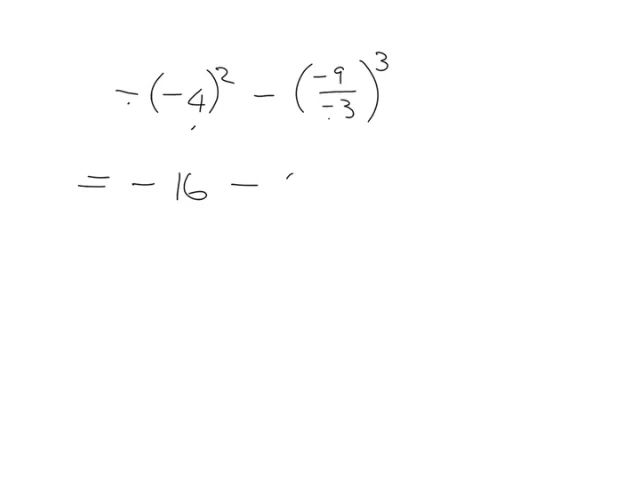 -(-4)² - (-9/-3)³
= - 16 -